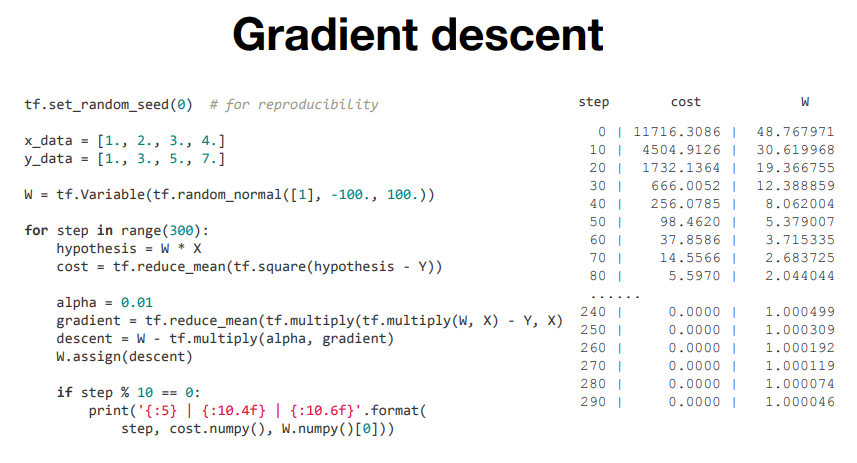 Gradient descent
tf.set_random_seed(0)  # for reproducibility
x_data = [1., 2., 3., 4.]
y_data = [1., 3., 5., 7.]
W = tf.Variable(tf.random_normal([1], -100., 100.))
for step in range(300):
    hypothesis = W * X
    cost = tf.reduce_mean(tf.square(hypothesis - Y))
    alpha = 0.01
    gradient = tf.reduce_mean(tf.multiply(tf.multiply(W, X) - Y, X)
    descent = W - tf.multiply(alpha, gradient)
    W.assign(descent)
    if step % 10 == 0:
        print('{:5} | {:10.4f} | {:10.6f}'.format(
            step, cost.numpy(), W.numpy()[0]))
step cost W
0 | 11716.3086 | 48.767971
10 | 4504.9126 | 30.619968
20 | 1732.1364 | 19.366755
30 | 666.0052 | 12.388859
40 | 256.0785 | 8.062004
50 | 98.4620 | 5.379007
60 | 37.8586 | 3.715335
70 | 14.5566 | 2.683725
80 | 5.5970 | 2.044044
......
240 | 0.0000 | 1.000499
250 | 0.0000 | 1.000309
260 | 0.0000 | 1.000192
270 | 0.0000 | 1.000119
280 | 0.0000 | 1.000074
290 | 0.0000 | 1.000046